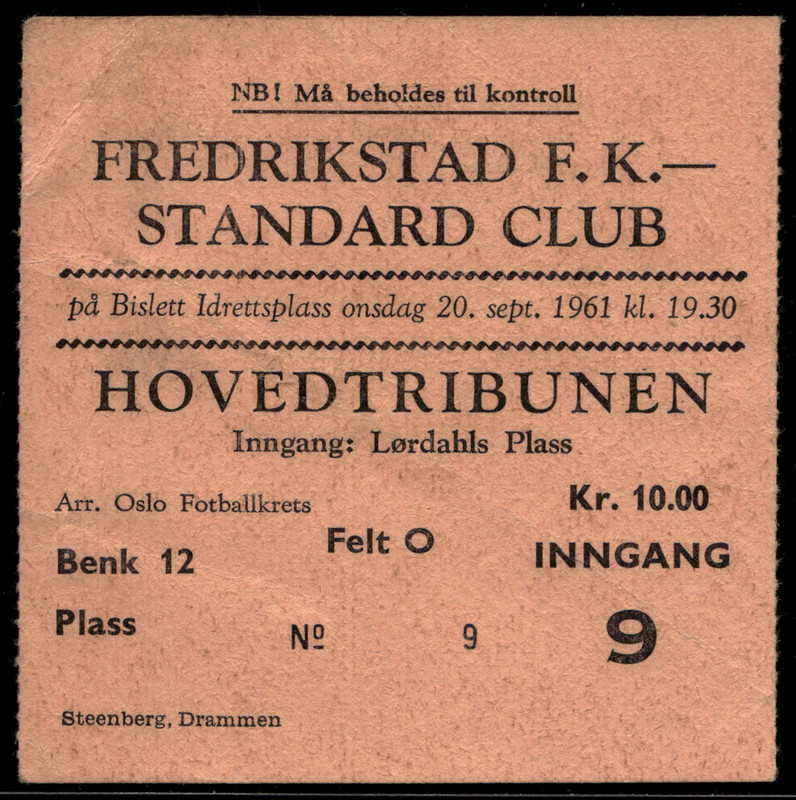 NB! Må beholdes til kontroll
FREDRIKSTAD F. K.—
STANDARD CLUB
på Bislett Idrettsplass onsdag 20. sept. 1961 kl. 19.30
HOVEDTRIBUNEN
Inngang: Lørdahls Plass
Arr. Oslo Fotballkrets
Kr. 10.00
Benk 12
Felt O
INNGANG
Plass
Nº 9
9
Steenberg, Drammen